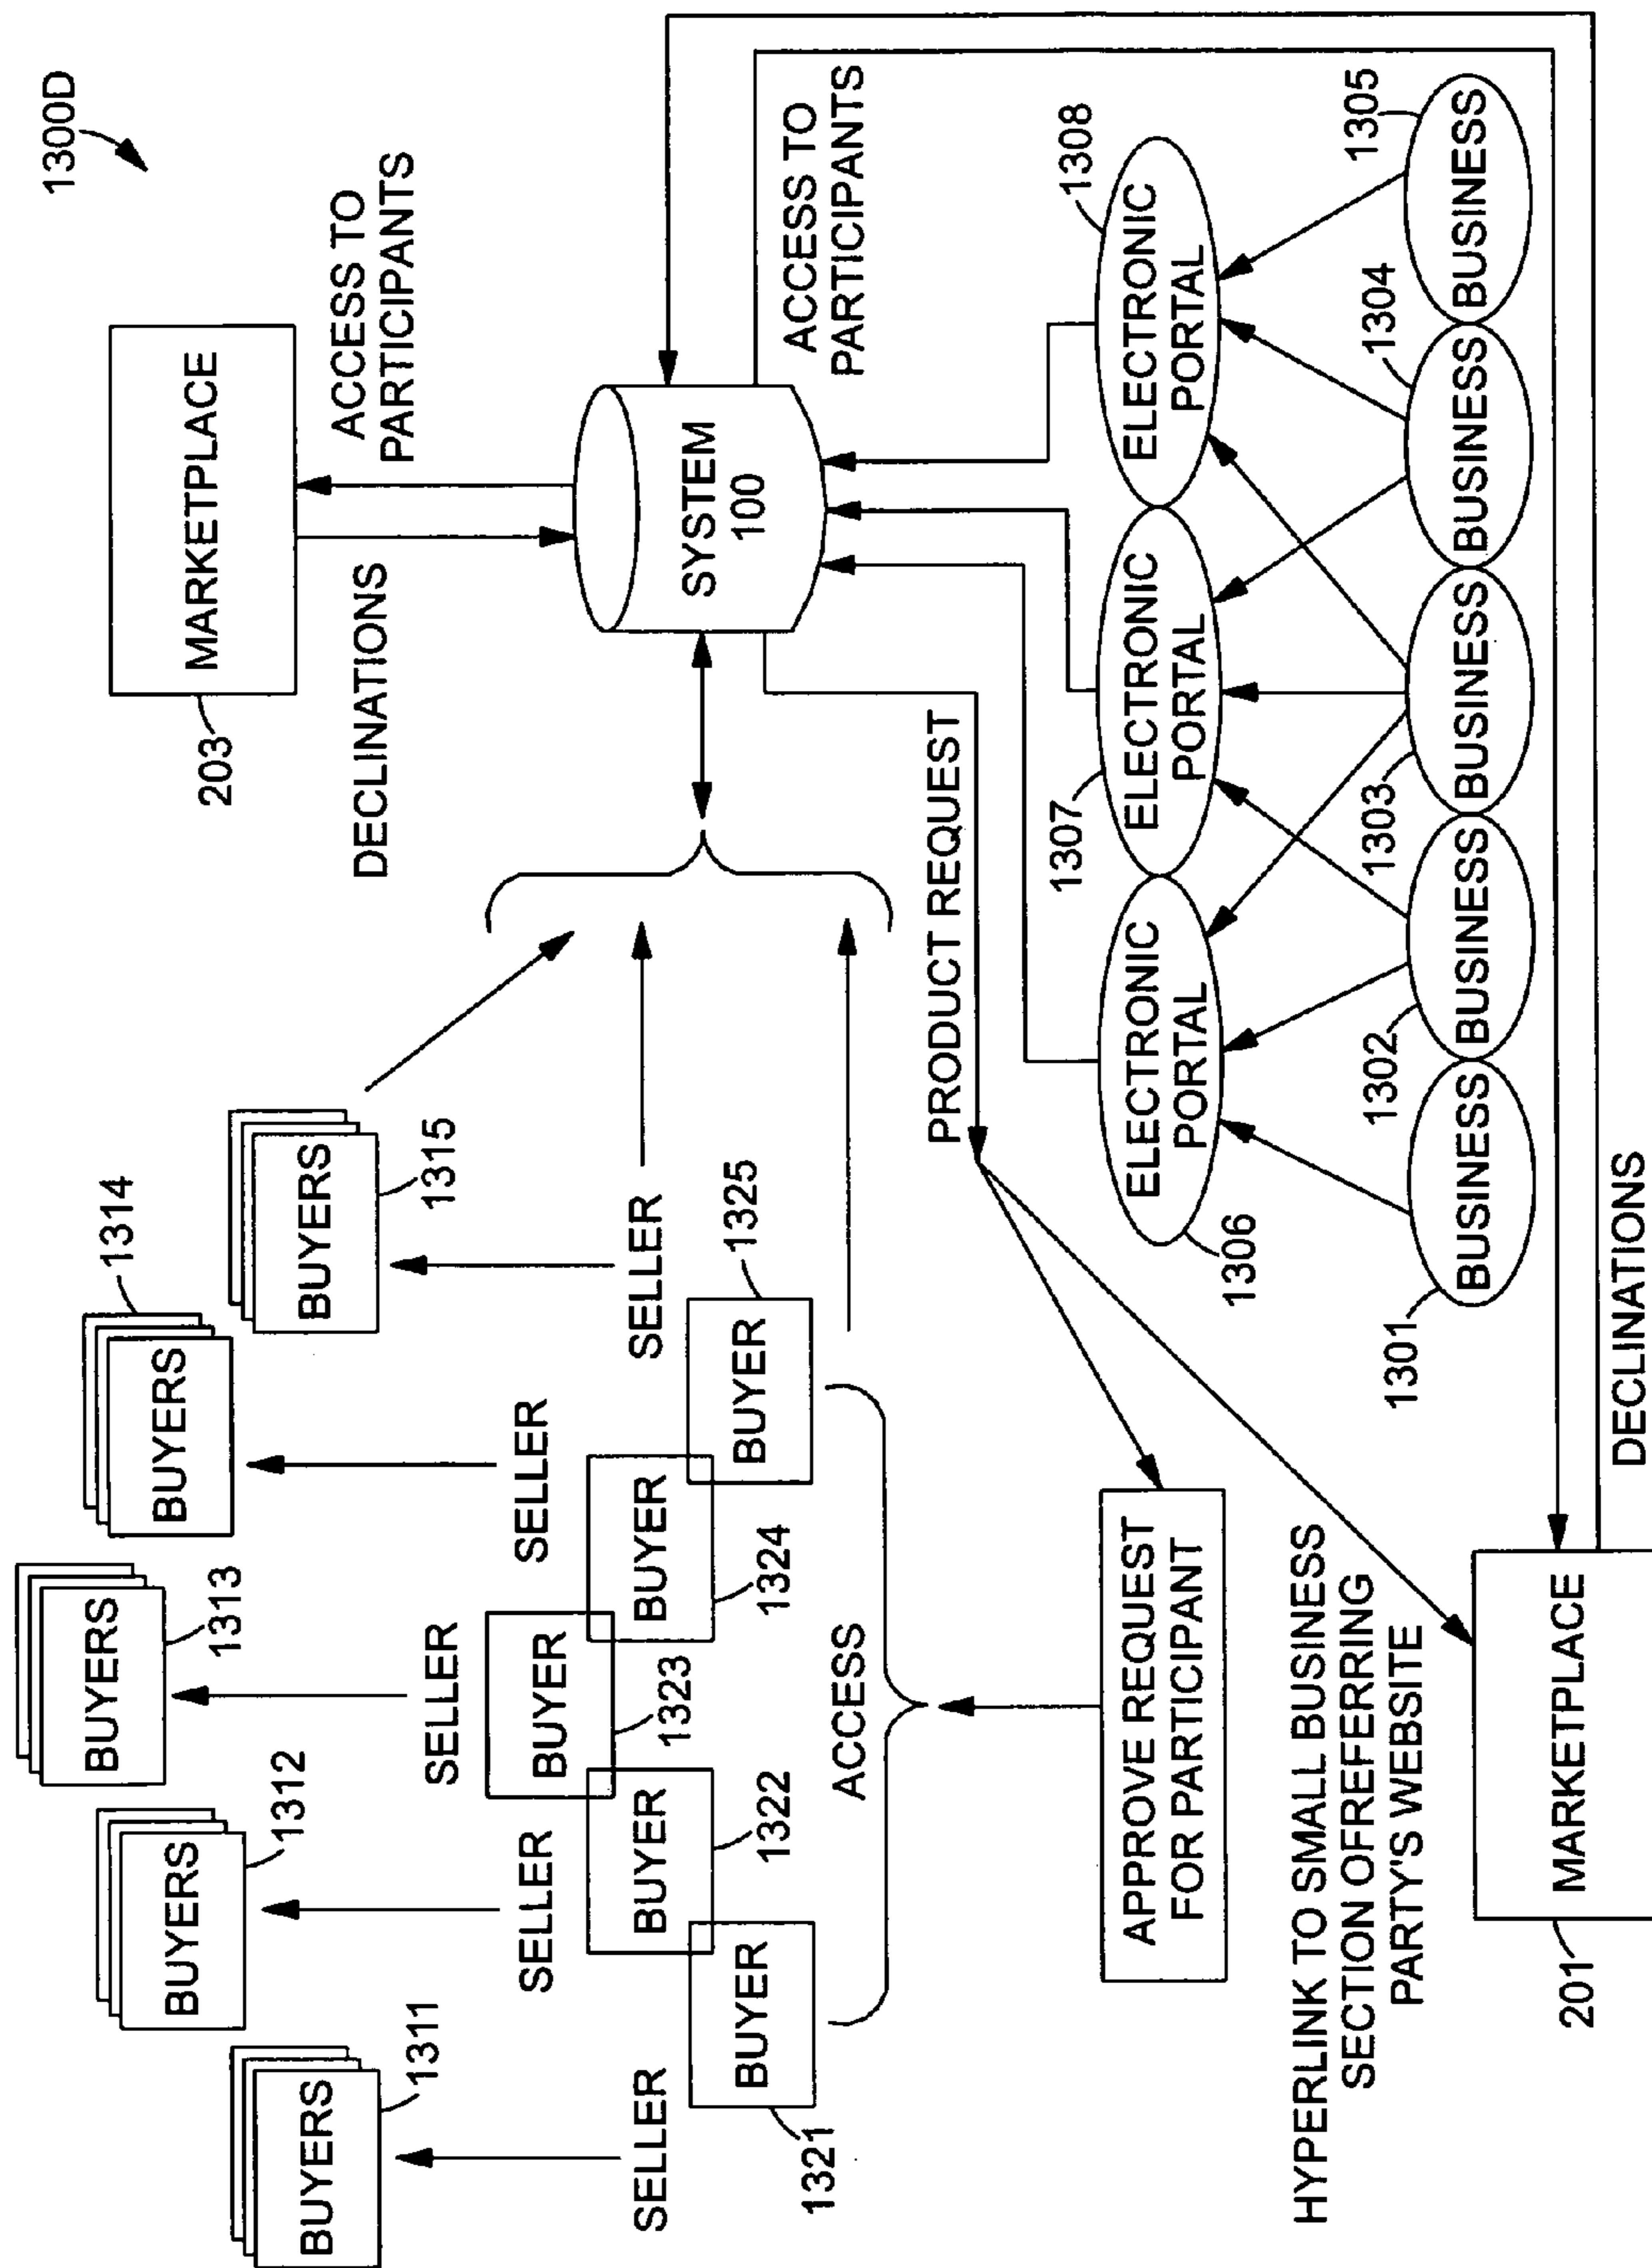 1300D
MARKETPLACE
203
ACCESS TO
PARTICIPANTS
DECLINATIONS
SYSTEM
100
ACCESS TO
PARTICIPANTS
BUYERS
1311
BUYERS
1312
BUYERS
1313
BUYERS
1314
BUYERS
1315
SELLER
SELLER
SELLER
SELLER
SELLER
BUYER
1321
BUYER
1322
BUYER
1323
BUYER
1324
BUYER
1325
ACCESS
PRODUCT REQUEST
APPROVE REQUEST
FOR PARTICIPANT
ELECTRONIC
PORTAL
1306
ELECTRONIC
PORTAL
1307
ELECTRONIC
PORTAL
1308
BUSINESS
1301
BUSINESS
1302
BUSINESS
1303
BUSINESS
1304
BUSINESS
1305
HYPERLINK TO SMALL BUSINESS
SECTION OFREFERRING
PARTY'S WEBSITE
MARKETPLACE
201
DECLINATIONS